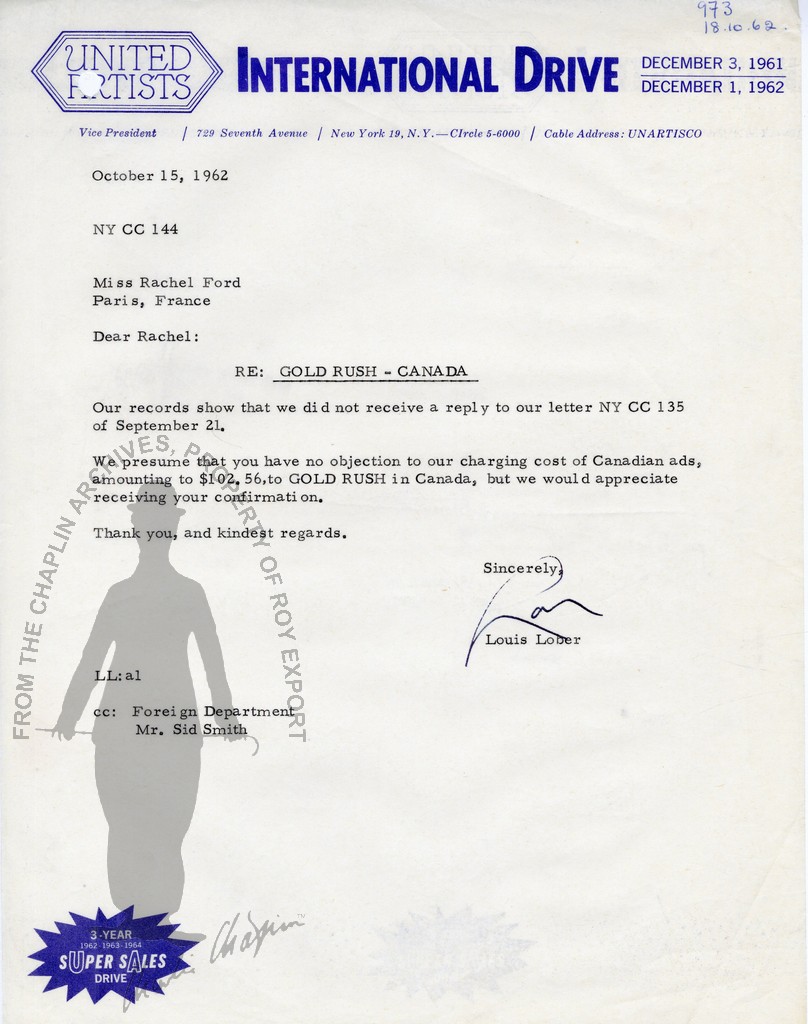 973
18.10.62.
UNITED ARTISTS
INTERNATIONAL DRIVE
DECEMBER 3, 1961
DECEMBER 1, 1962
Vice President / 729 Seventh Avenue / New York 19, N.Y.—CIrcle 5-6000 / Cable Address: UNARTISCO
October 15, 1962
NY CC 144
Miss Rachel Ford
Paris, France
Dear Rachel:
RE: GOLD RUSH - CANADA
Our records show that we did not receive a reply to our letter NY CC 135
of September 21.
We presume that you have no objection to our charging cost of Canadian ads,
amounting to $102.56,to GOLD RUSH in Canada, but we would appreciate
receiving your confirmation.
Thank you, and kindest regards.
Sincerely,
Louis Lober
LL:al
cc: Foreign Department
Mr. Sid Smith
FROM THE CHAPLIN ARCHIVES, PROPERTY OF ROY EXPORT
3-YEAR
1962-1963-1964
SUPER SALES
DRIVE
Chaplin